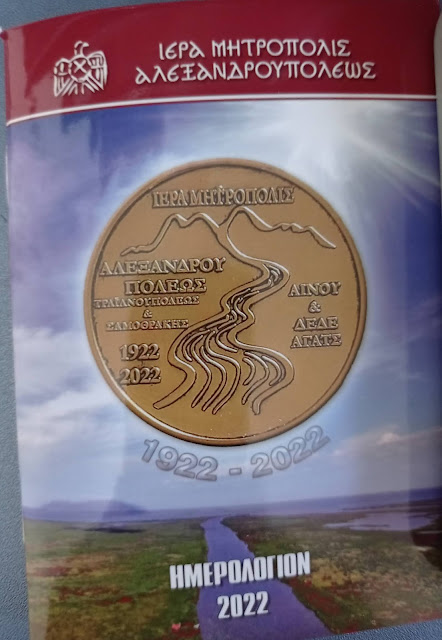 ΙΕΡΑ ΜΗΤΡΟΠΟΛΙΣ
ΑΛΕΞΑΝΔΡΟΥΠΟΛΕΩΣ
ΙΕΡΑ ΜΗΤΡΟΠΟΛΙΣ
ΑΛΕΞΑΝΔΡΟΥ
ΠΟΛΕΩΣ
ΤΡΑΪΑΝΟΥΠΟΛΕΩΣ
&
ΣΑΜΟΘΡΑΚΗΣ
1922
2022
ΑΙΝΟΥ
&
ΔΕΔΕ
ΑΓΑΤΣ
1922 - 2022
ΗΜΕΡΟΛΟΓΙΟΝ
2022